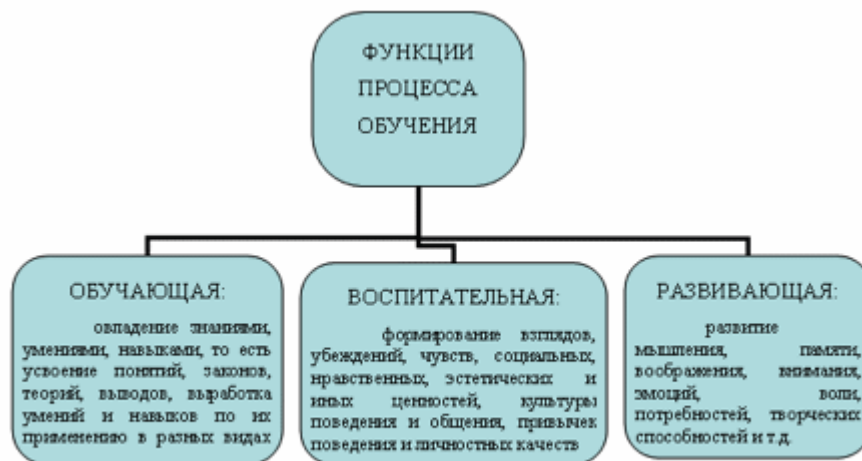 ФУНКЦИИ
ПРОЦЕССА
ОБУЧЕНИЯ
ОБУЧАЮЩАЯ:
овладение знаниями,
умениями, навыками, то есть
усвоение понятий, законов,
теорий, выводов, выработка
умений и навыков по их
применению в разных видах
ВОСПИТАТЕЛЬНАЯ:
формирование взглядов,
убеждений, чувств, социальных,
нравственных, эстетических и
иных ценностей, культуры
поведения и общения, привычек
поведения и личностных качеств
РАЗВИВАЮЩАЯ:
развитие
мышления, памяти,
воображения, внимания,
эмоций, воли,
потребностей, творческих
способностей и т.д.